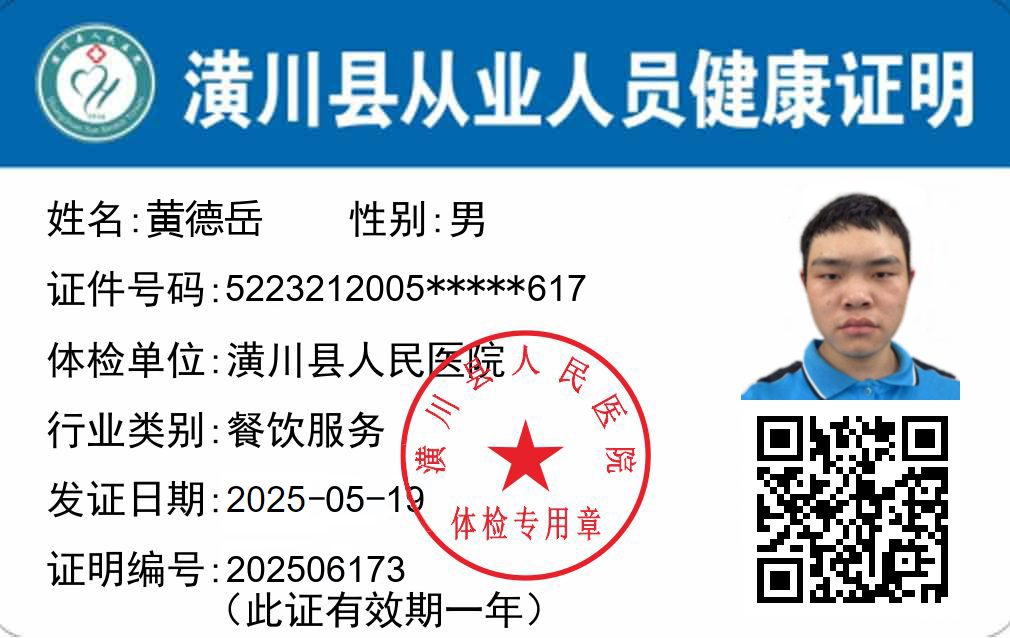 潢川县从业人员健康证明
姓名:黄德岳 性别:男
证件号码:5223212005*****617
体检单位:潢川县人民医院
行业类别:餐饮服务
发证日期:2025-05-19
证明编号:202506173
(此证有效期一年)
潢川县人民医院
体检专用章